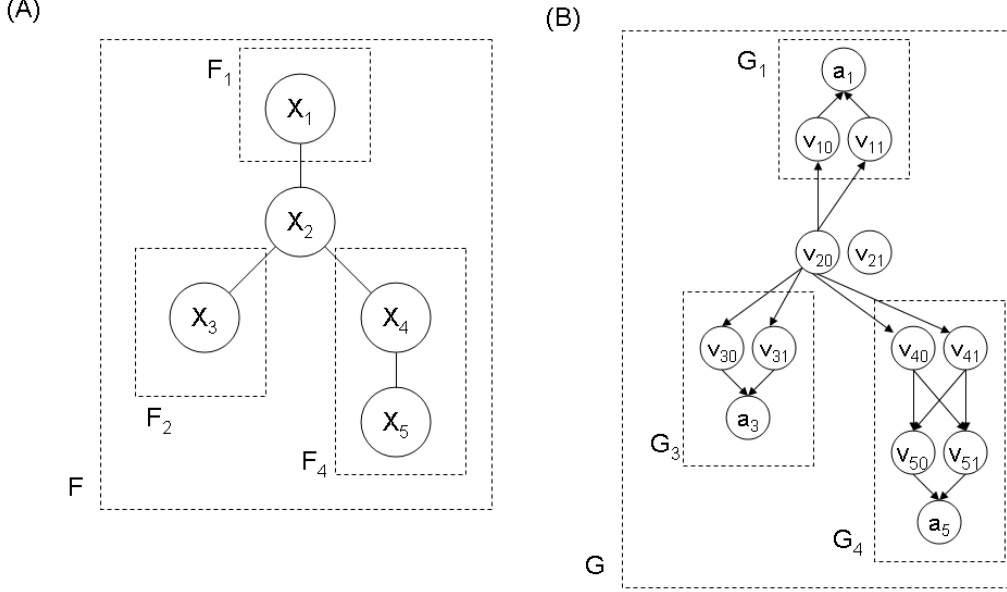 (A)
(B)
F₁
X₁
X₂
X₃
X₄
X₅
F₂
F₄
F
G₁
a₁
v₁₀ v₁₁
v₂₀ v₂₁
v₃₀ v₃₁
v₄₀ v₄₁
a₃
G₃
v₅₀ v₅₁
a₅
G₄
G